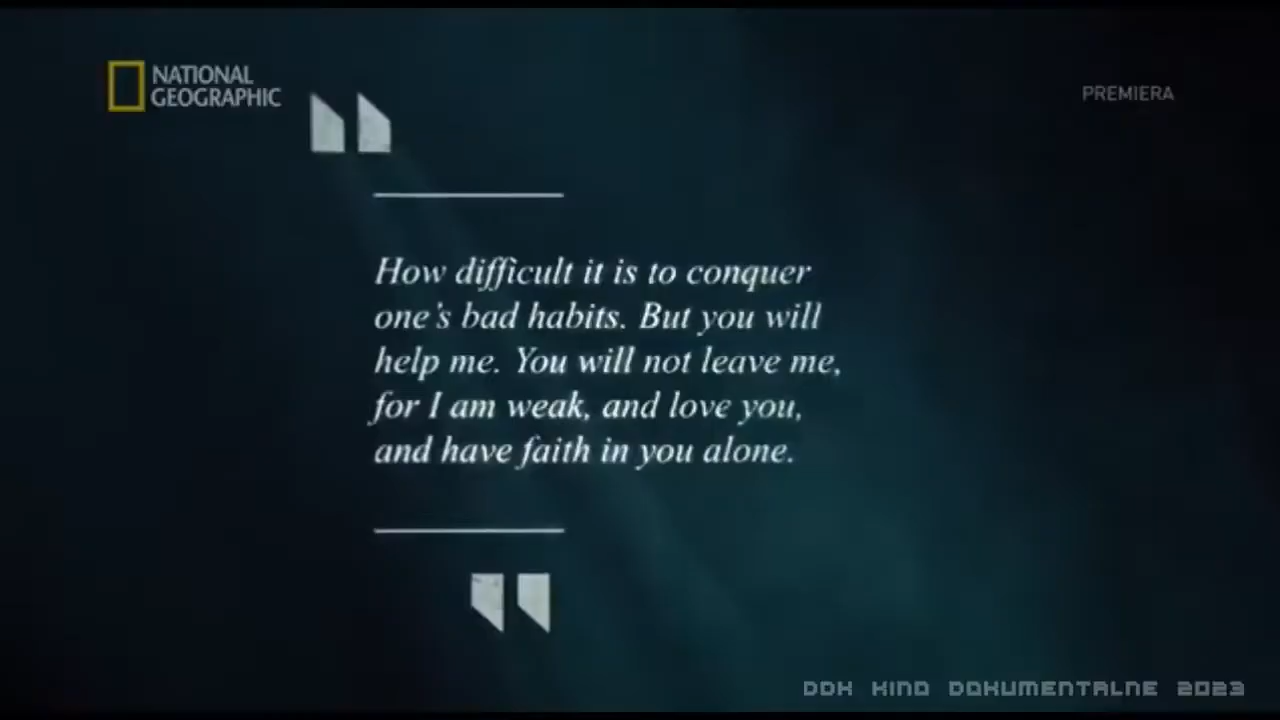 NATIONAL
GEOGRAPHIC
PREMIERA
How difficult it is to conquer
one's bad habits. But you will
help me. You will not leave me,
for I am weak, and love you,
and have faith in you alone.
DOK KINO DOKUMENTALNE 2023